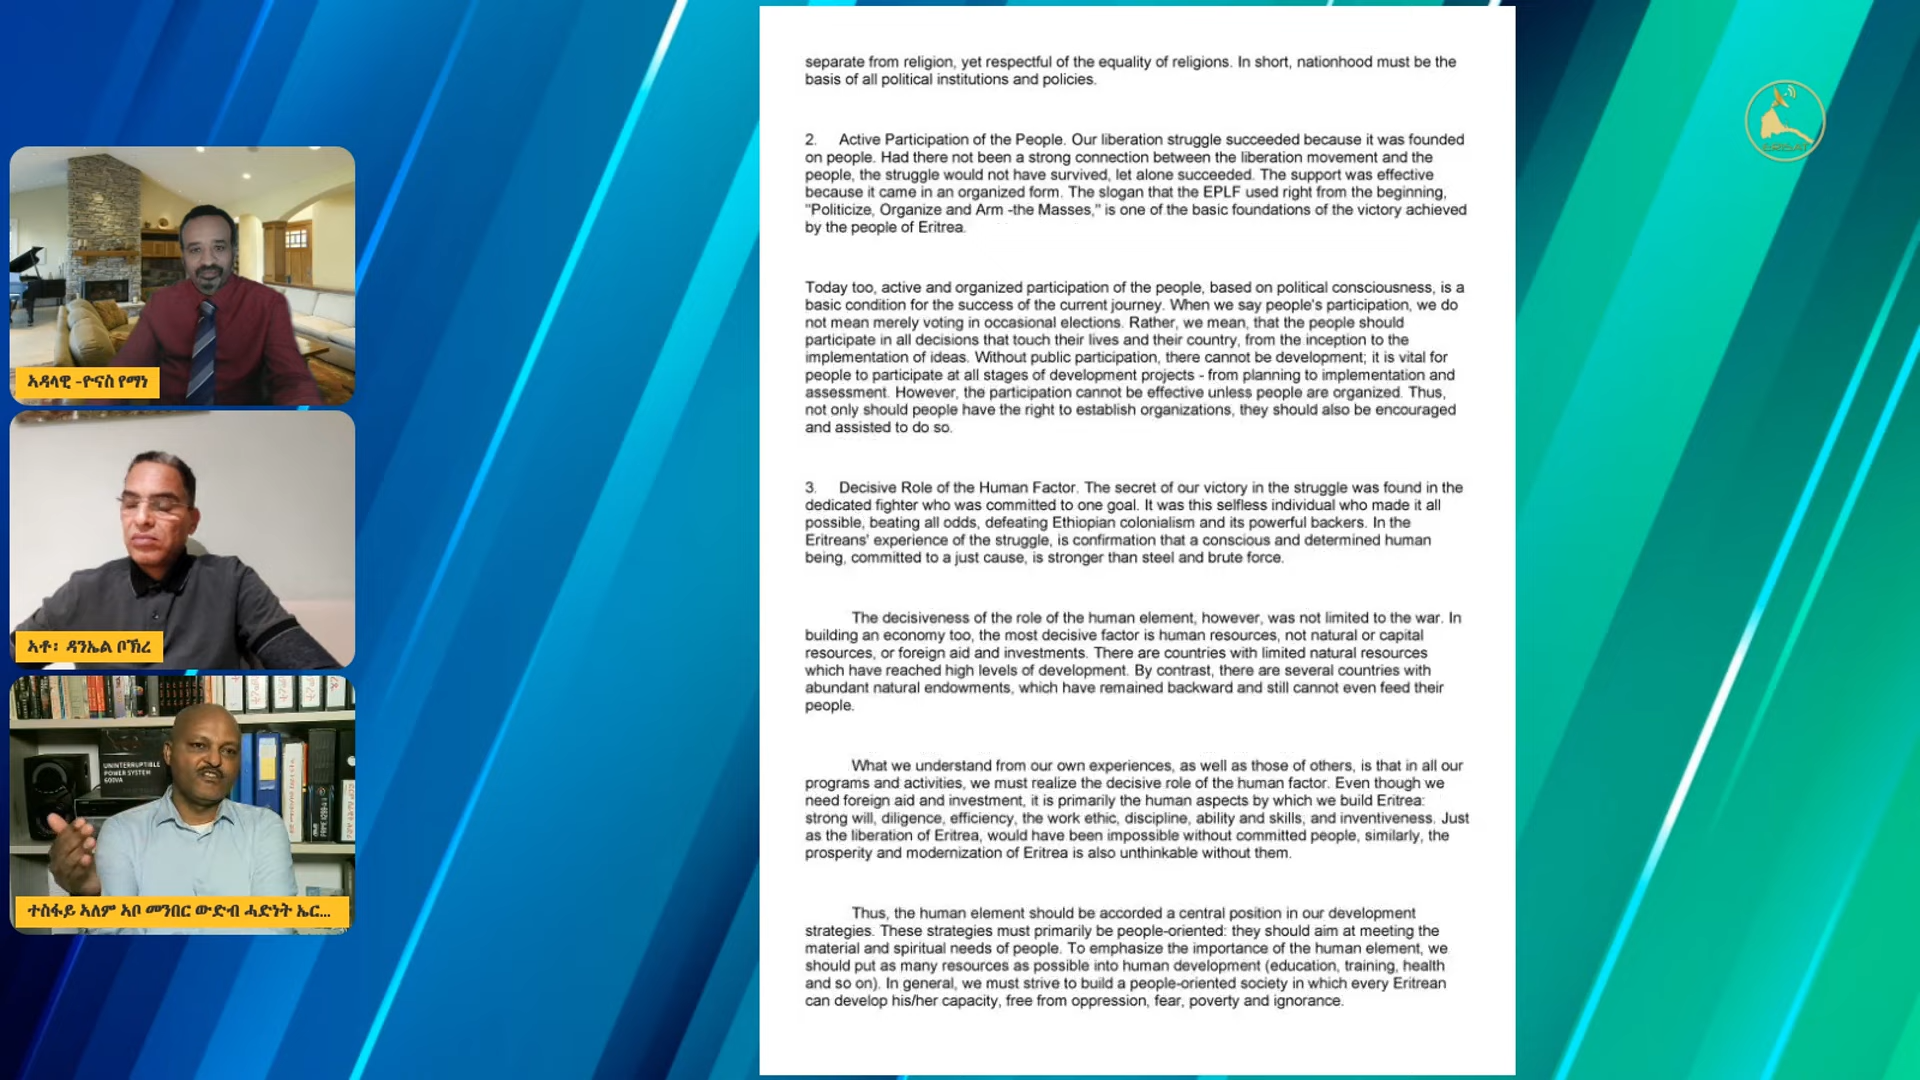 separate from religion, yet respectful of the equality of religions. In short, nationhood must be the
basis of all political institutions and policies.
2. Active Participation of the People. Our liberation struggle succeeded because it was founded
on people. Had there not been a strong connection between the liberation movement and the
people, the struggle would not have survived, let alone succeeded. The support was effective
because it came in an organized form. The slogan that the EPLF used right from the beginning,
"Politicize, Organize and Arm -the Masses," is one of the basic foundations of the victory achieved
by the people of Eritrea.
Today too, active and organized participation of the people, based on political consciousness, is a
basic condition for the success of the current journey. When we say people's participation, we do
not mean merely voting in occasional elections. Rather, we mean, that the people should
participate in all decisions that touch their lives and their country, from the inception to the
implementation of ideas. Without public participation, there cannot be development; it is vital for
people to participate at all stages of development projects - from planning to implementation and
assessment. However, the participation cannot be effective unless people are organized. Thus,
not only should people have the right to establish organizations, they should also be encouraged
and assisted to do so.
3. Decisive Role of the Human Factor. The secret of our victory in the struggle was found in the
dedicated fighter who was committed to one goal. It was this selfless individual who made it all
possible, beating all odds, defeating Ethiopian colonialism and its powerful backers. In the
Eritreans' experience of the struggle, is confirmation that a conscious and determined human
being, committed to a just cause, is stronger than steel and brute force.
The decisiveness of the role of the human element, however, was not limited to the war. In
building an economy too, the most decisive factor is human resources, not natural or capital
resources, or foreign aid and investments. There are countries with limited natural resources
which have reached high levels of development. By contrast, there are several countries with
abundant natural endowments, which have remained backward and still cannot even feed their
people.
What we understand from our own experiences, as well as those of others, is that in all our
programs and activities, we must realize the decisive role of the human factor. Even though we
need foreign aid and investment, it is primarily the human aspects by which we build Eritrea:
strong will, diligence, efficiency, the work ethic, discipline, ability and skills, and inventiveness. Just
as the liberation of Eritrea, would have been impossible without committed people, similarly, the
prosperity and modernization of Eritrea is also unthinkable without them.
Thus, the human element should be accorded a central position in our development
strategies. These strategies must primarily be people-oriented: they should aim at meeting the
material and spiritual needs of people. To emphasize the importance of the human element, we
should put as many resources as possible into human development (education, training, health
and so on). In general, we must strive to build a people-oriented society in which every Eritrean
can develop his/her capacity, free from oppression, fear, poverty and ignorance.
ኣዳላዊ -ዮናስ የማነ
ኣቶ፡ ዳንኤል ቦኽረ
UNINTERRUPTIBLE
POWER SYSTEM
600VA
ተስፋይ ኣለም ኣቦ መንበር ውድብ ሓድነት ኤር...
ERISAT